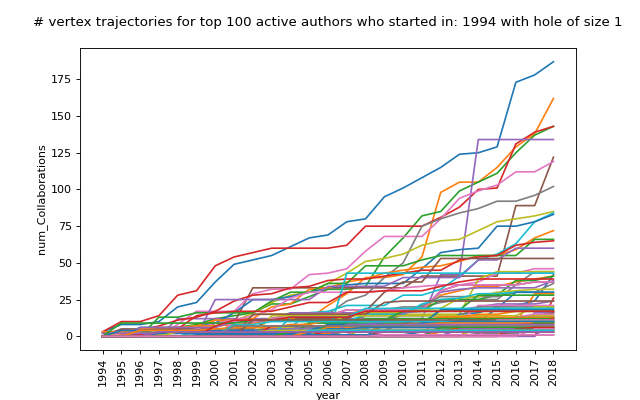 # vertex trajectories for top 100 active authors who started in: 1994 with hole of size 1
num_Collaborations
175
150
125
100
75
50
25
0
1994 1995 1996 1997 1998 1999 2000 2001 2002 2003 2004 2005 2006 2007 2008 2009 2010 2011 2012 2013 2014 2015 2016 2017 2018
year